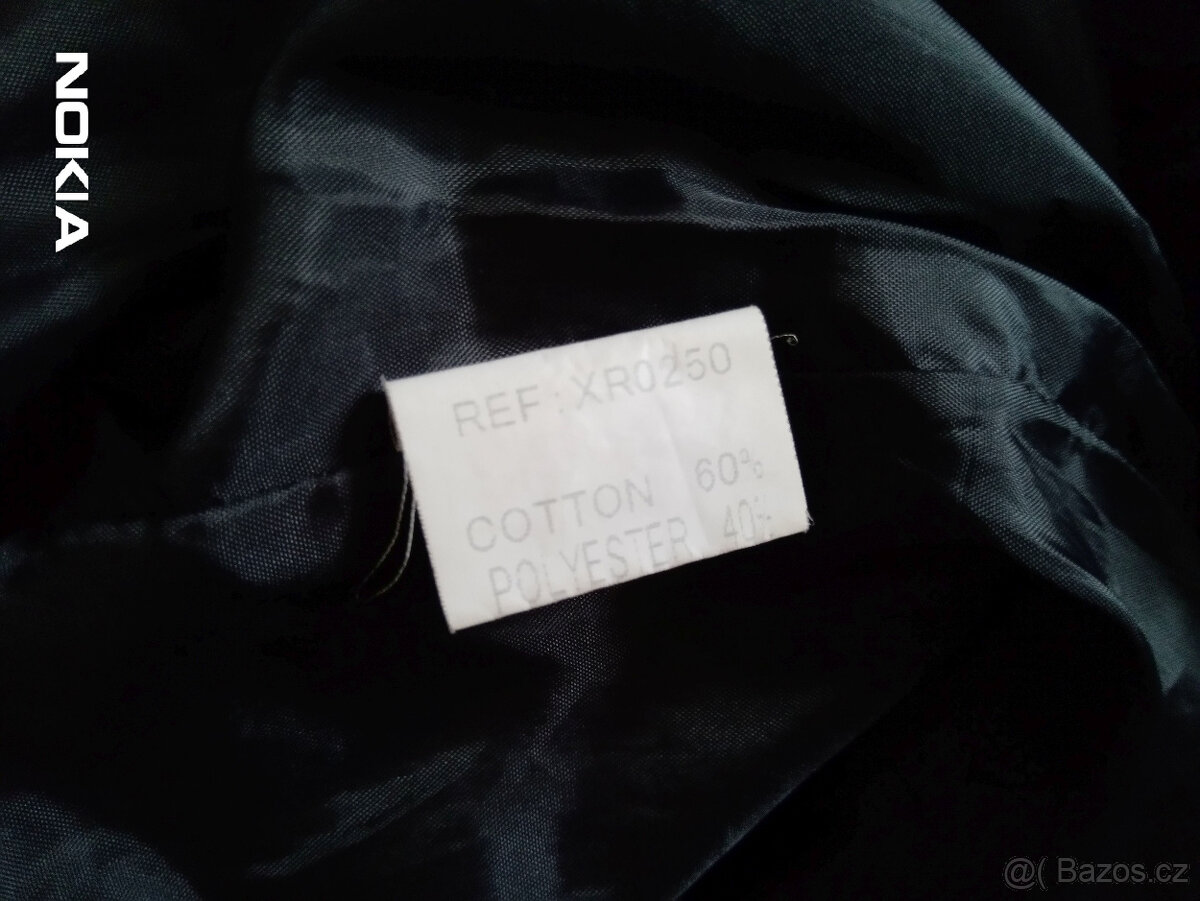 NOKIA
REF: XR0250
COTTON 60%
POLYESTER 40%
@( Bazos.cz